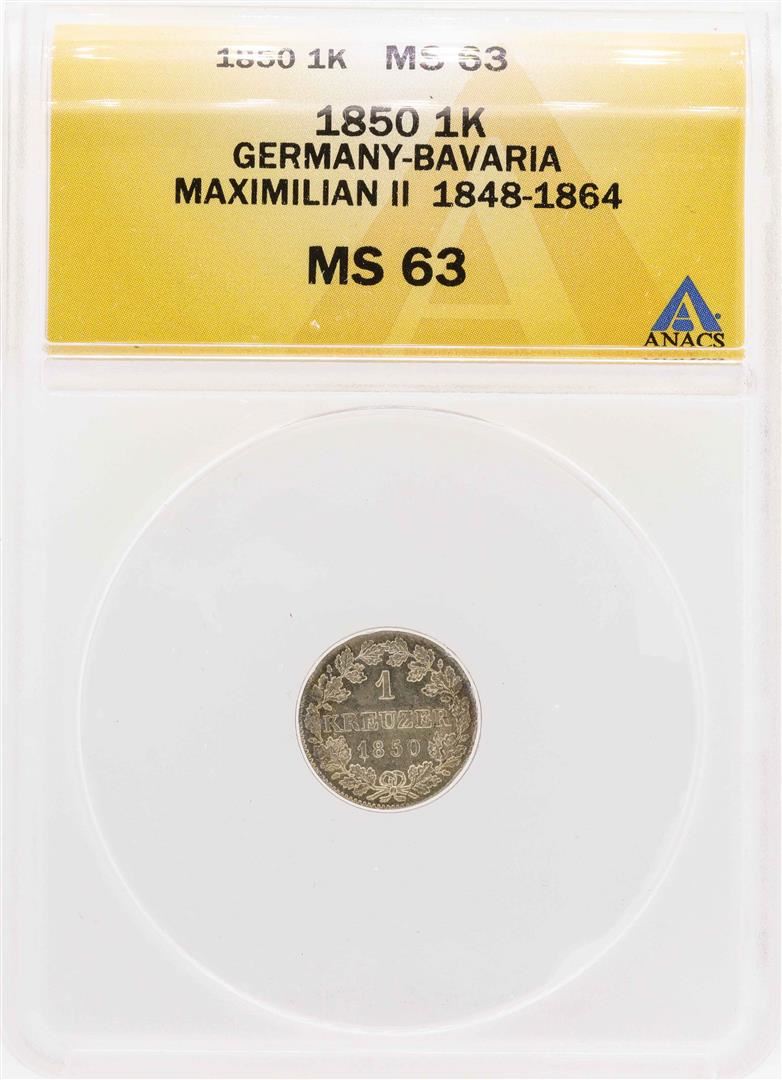 1850 1K MS 63
1850 1K
GERMANY-BAVARIA
MAXIMILIAN II 1848-1864
MS 63
ANACS
1
KREUZER
1850